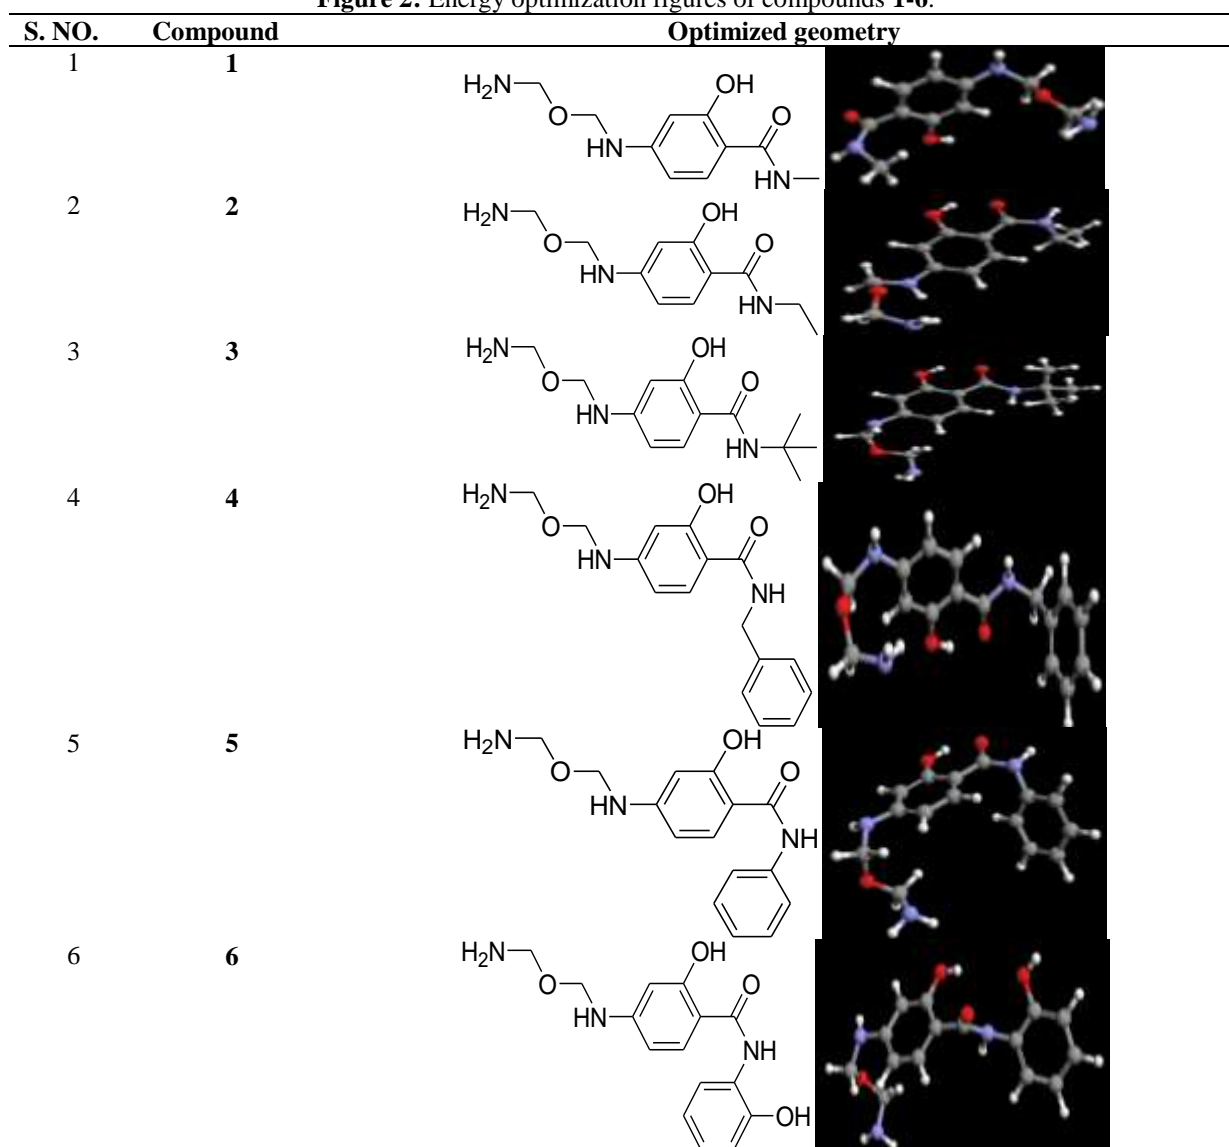 Figure 2: Energy optimization figures of compounds 1-6.
S. NO. Compound Optimized geometry
1 1
H₂N OH
O O
HN
HN
2 2
H₂N OH
O O
HN
HN
3 3
H₂N OH
O O
HN
HN
4 4
H₂N OH
O O
HN
NH
5 5
H₂N OH
O O
HN
NH
6 6
H₂N OH
O O
HN
NH
OH